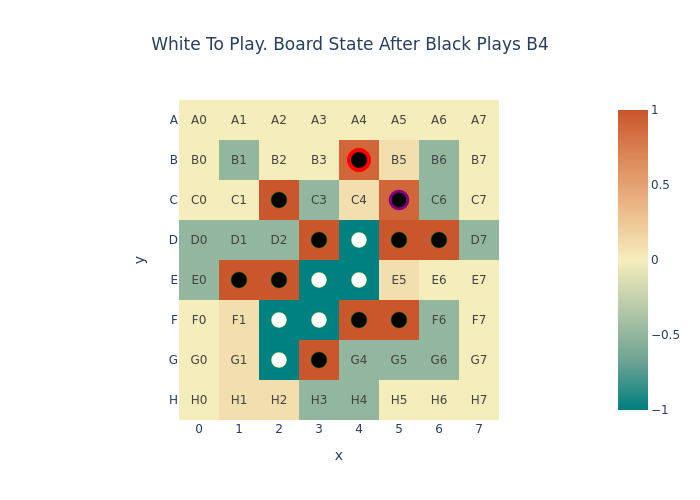 White To Play. Board State After Black Plays B4
A A0 A1 A2 A3 A4 A5 A6 A7
B B0 B1 B2 B3 B5 B6 B7
C C0 C1 C3 C4 C6 C7
D D0 D1 D2 D7
E E0 E5 E6 E7
F F0 F1 F6 F7
G G0 G1 G4 G5 G6 G7
H H0 H1 H2 H3 H4 H5 H6 H7
0 1 2 3 4 5 6 7
x
y
1
0.5
0
−0.5
−1